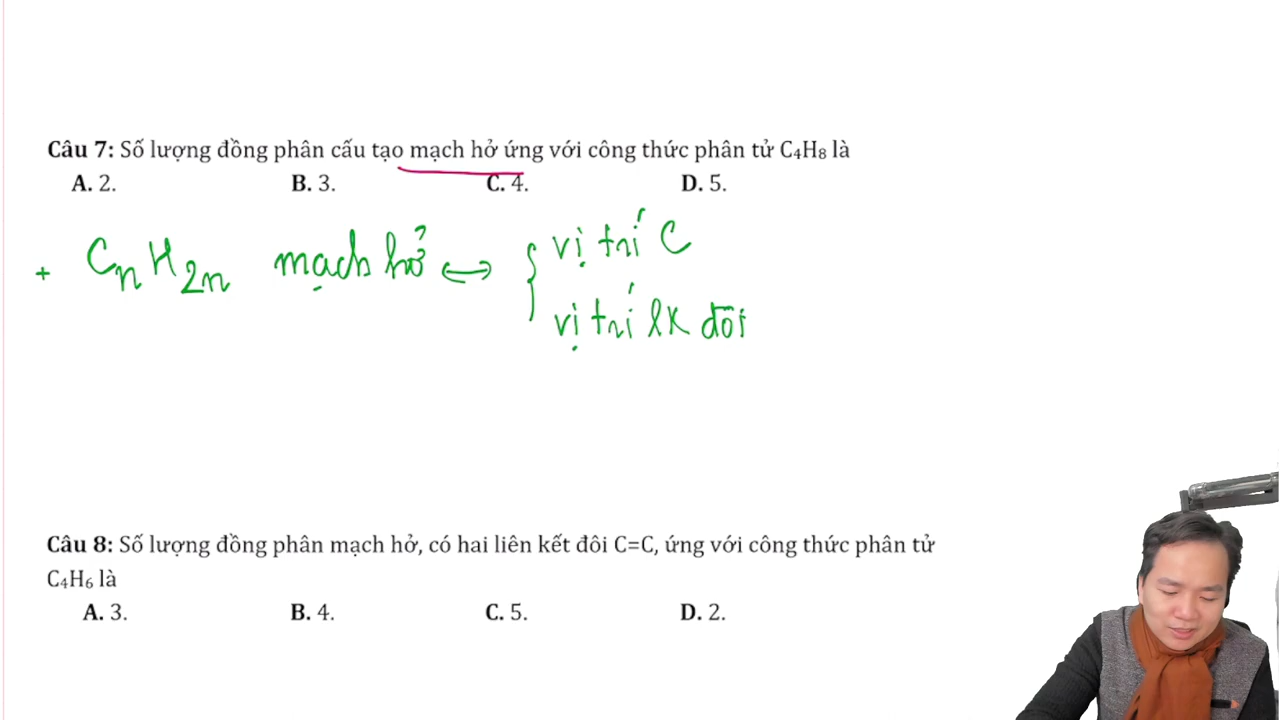 Câu 7: Số lượng đồng phân cấu tạo mạch hở ứng với công thức phân tử C₄H₈ là
A. 2. B. 3. C. 4. D. 5.
+ CnH2n mạch hở ⟷ { vị trí C
vị trí lk đôi
Câu 8: Số lượng đồng phân mạch hở, có hai liên kết đôi C=C, ứng với công thức phân tử
C₄H₆ là
A. 3. B. 4. C. 5. D. 2.